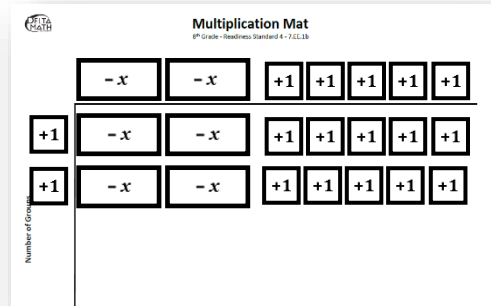 DELTA
MATH
Multiplication Mat
8th Grade - Readiness Standard 4 - 7.EE.1b
-x -x +1 +1 +1 +1 +1
+1 -x -x +1 +1 +1 +1 +1
+1 -x -x +1 +1 +1 +1 +1
Number of Groups